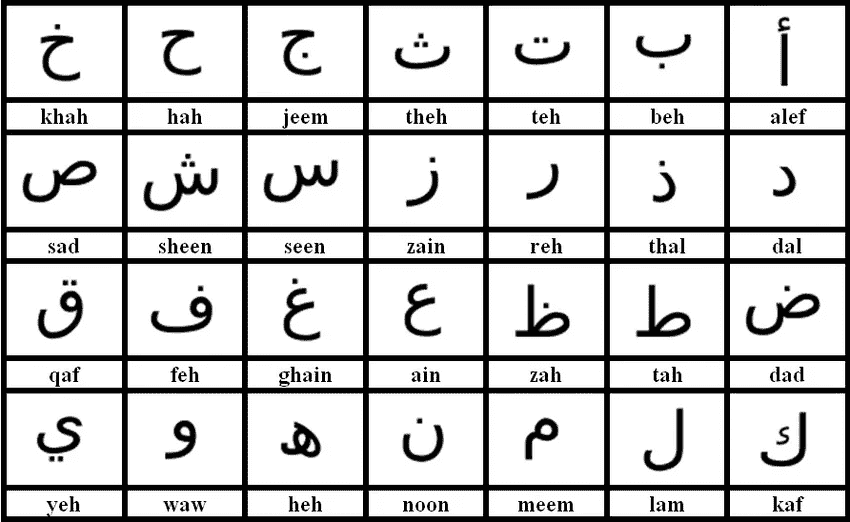 أ ب ت ث ج ح خ
alef beh teh theh jeem hah khah
د ذ ر ز س ش ص
dal thal reh zain seen sheen sad
ض ط ظ ع غ ف ق
dad tah zah ain ghain feh qaf
ك ل م ن ه و ي
kaf lam meem noon heh waw yeh